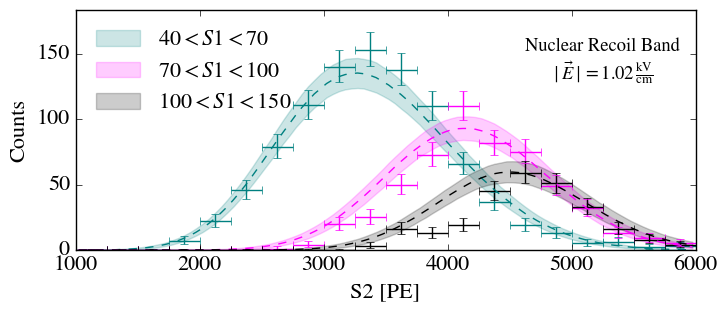 40 < S1 < 70
70 < S1 < 100
100 < S1 < 150
Nuclear Recoil Band
|E⃗| = 1.02 kV/cm
Counts
150
100
50
0
1000 2000 3000 4000 5000 6000
S2 [PE]